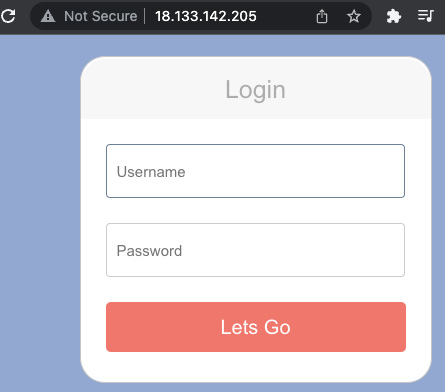 Not Secure 18.133.142.205
Login
Username
Password
Lets Go